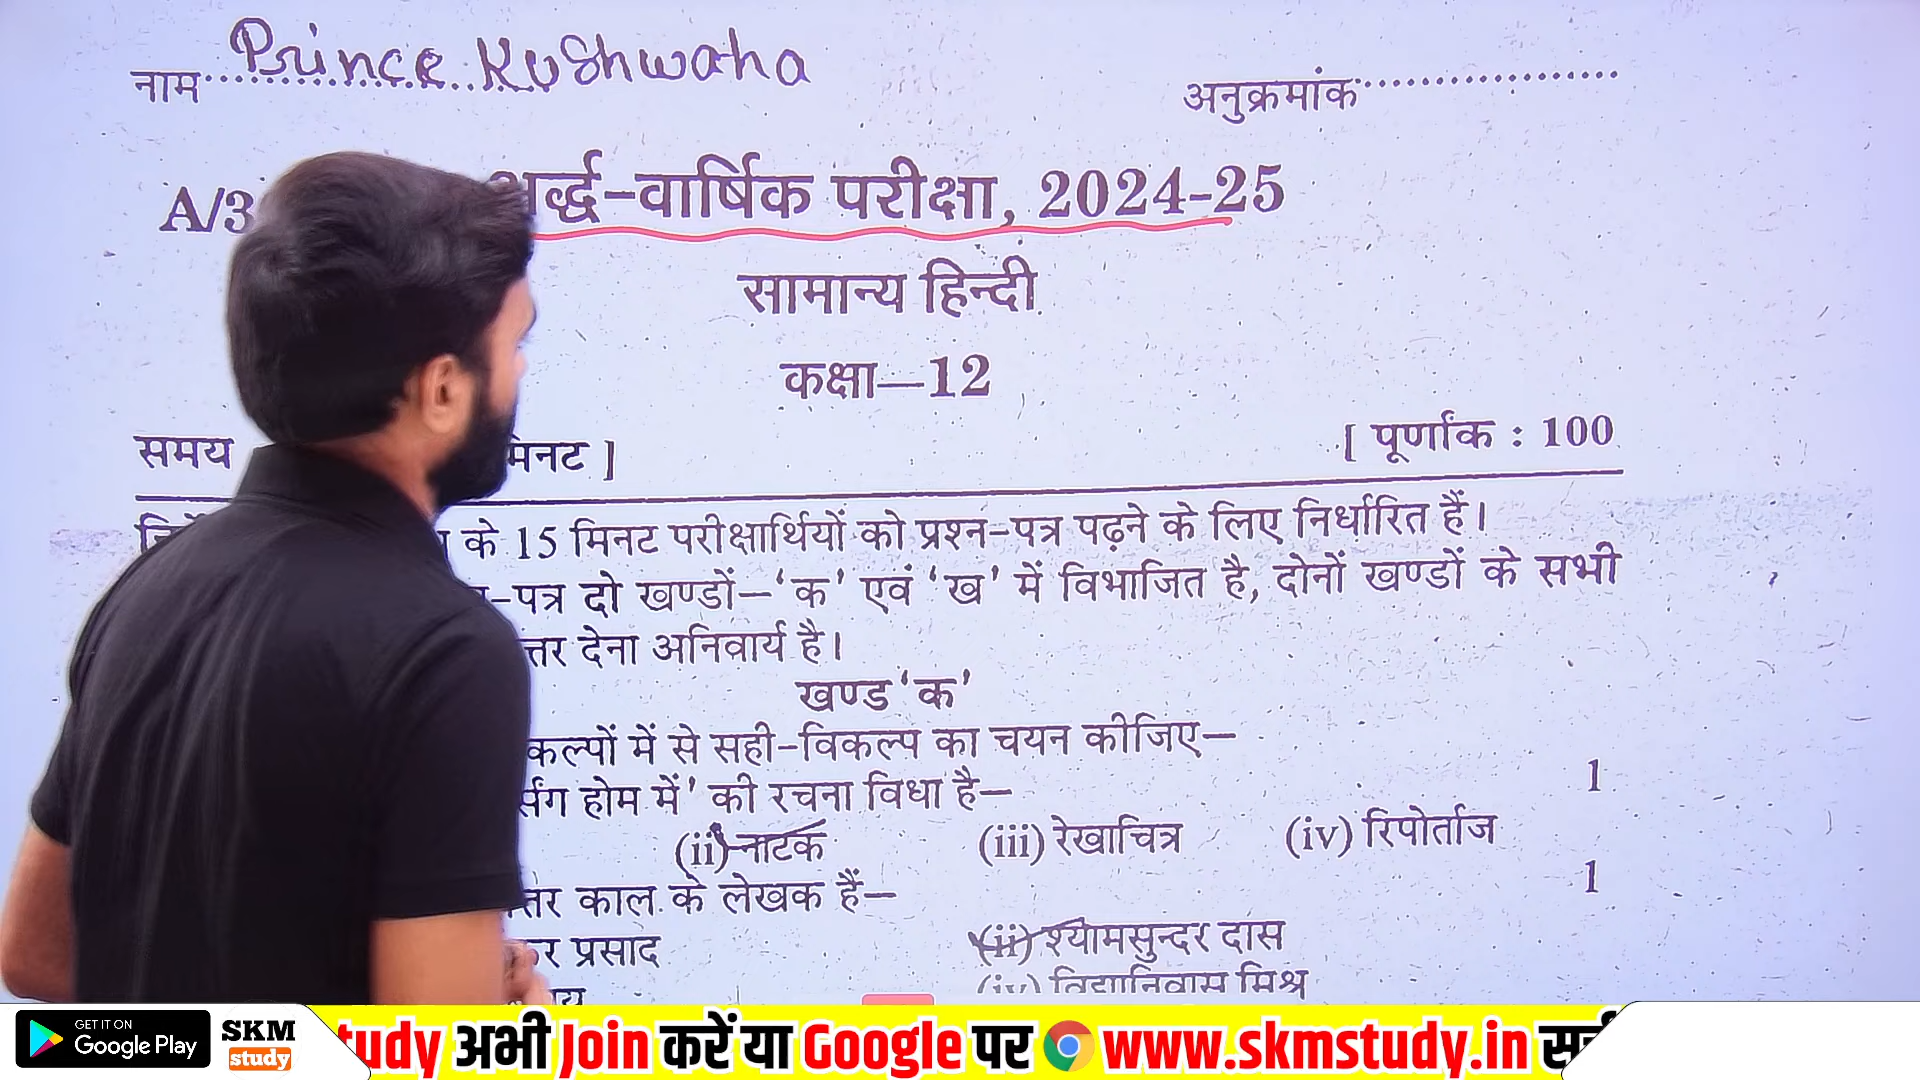 नाम Prince Kushwaha
अनुक्रमांक
A/3 अर्द्ध-वार्षिक परीक्षा, 2024-25
सामान्य हिन्दी
कक्षा—12
समय मिनट ]
[ पूर्णांक : 100
के 15 मिनट परीक्षार्थियों को प्रश्न-पत्र पढ़ने के लिए निर्धारित हैं।
-पत्र दो खण्डों—‘क’ एवं ‘ख’ में विभाजित है, दोनों खण्डों के सभी
त्तर देना अनिवार्य है।
खण्ड ‘क’
कल्पों में से सही-विकल्प का चयन कीजिए—
र्संग होम में’ की रचना विधा है— 1
(ii) नाटक (iii) रेखाचित्र (iv) रिपोर्ताज
त्तर काल के लेखक हैं— 1
र प्रसाद (ii) श्यामसुन्दर दास
(iv) विद्यानिवास मिश्र
GET IT ON
Google Play
SKM
study
tudy अभी Join करें या Google पर www.skmstudy.in